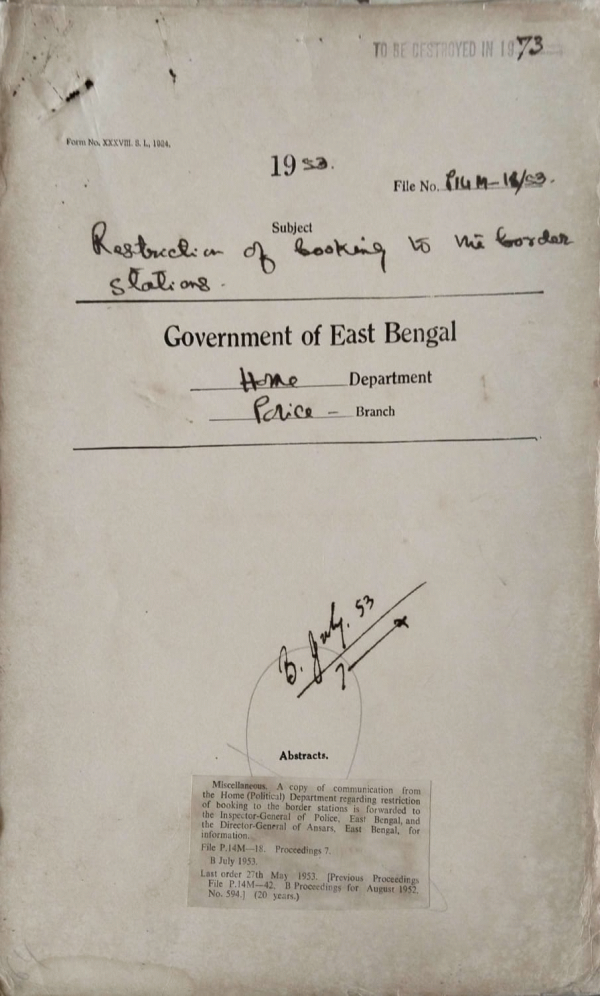 TO BE DESTROYED IN 1973
Form No. XXXVIII. S. L., 1924.
1953.
File No. P14M-18/53.
Subject
Restriction of booking to the border
stations.
Government of East Bengal
Home Department
Police - Branch
B. July. 53
7
Abstracts.
Miscellaneous. A copy of communication from
the Home (Political) Department regarding restriction
of booking to the border stations is forwarded to
the Inspector-General of Police, East Bengal, and
the Director-General of Ansars, East Bengal, for
information.
File P.14M—18. Proceedings 7.
B July 1953.
Last order 27th May 1953. [Previous Proceedings
File P.14M—42. B Proceedings for August 1952,
No. 594.] (20 years.)